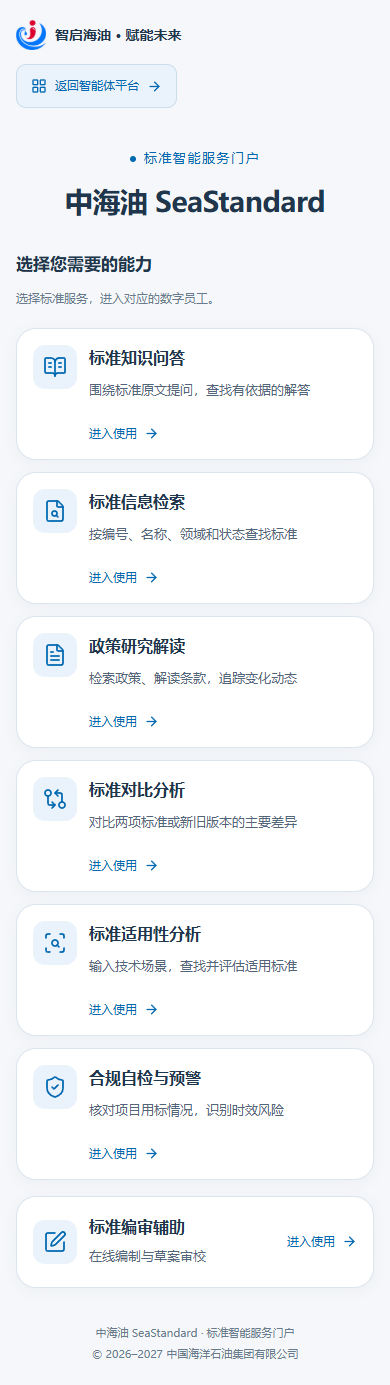 智启海油 • 赋能未来
返回智能体平台
标准智能服务门户
中海油 SeaStandard
选择您需要的能力
选择标准服务，进入对应的数字员工。
标准知识问答
围绕标准原文提问，查找有依据的解答
进入使用
标准信息检索
按编号、名称、领域和状态查找标准
进入使用
政策研究解读
检索政策、解读条款，追踪变化动态
进入使用
标准对比分析
对比两项标准或新旧版本的主要差异
进入使用
标准适用性分析
输入技术场景，查找并评估适用标准
进入使用
合规自检与预警
核对项目用标情况，识别时效风险
进入使用
标准编审辅助
在线编制与草案审校
进入使用
中海油 SeaStandard · 标准智能服务门户
© 2026–2027 中国海洋石油集团有限公司